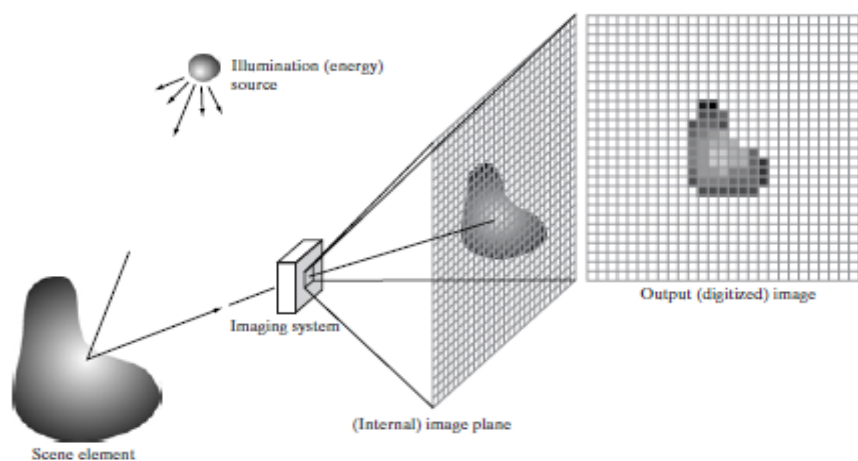 Illumination (energy)
source
Output (digitized) image
Imaging system
(Internal) image plane
Scene element